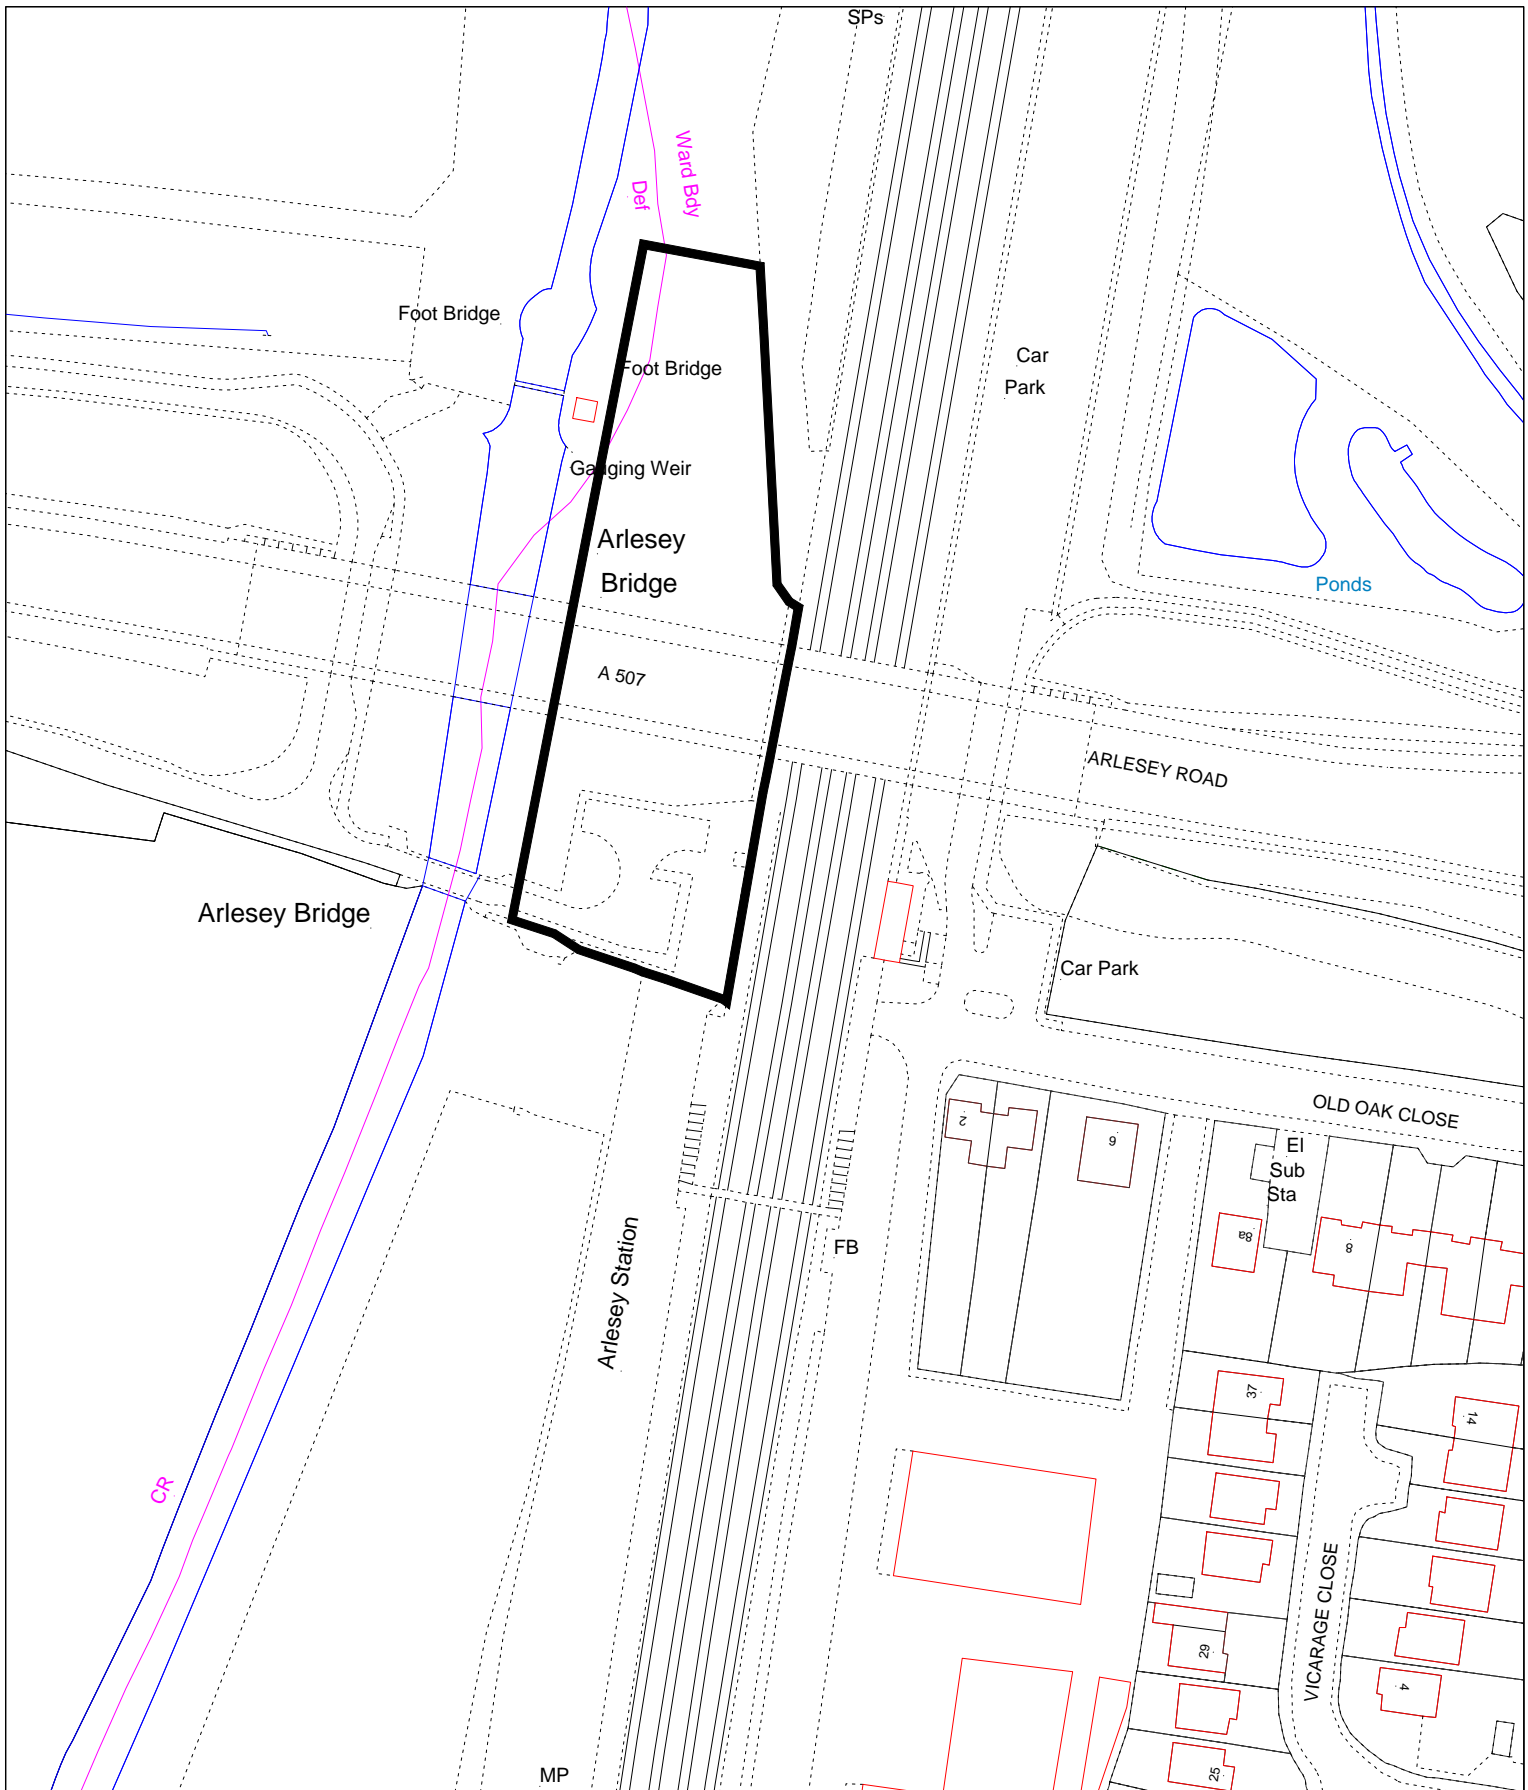 SPs
Ward Bdy
Def
Foot Bridge
Foot Bridge
Car
Park
Gauging Weir
Arlesey
Bridge
Ponds
A 507
ARLESEY ROAD
Arlesey Bridge
Car Park
OLD OAK CLOSE
2
6
El
Sub
Sta
8a
8
FB
Arlesey Station
37
14
CR
VICARAGE CLOSE
29
4
25
MP